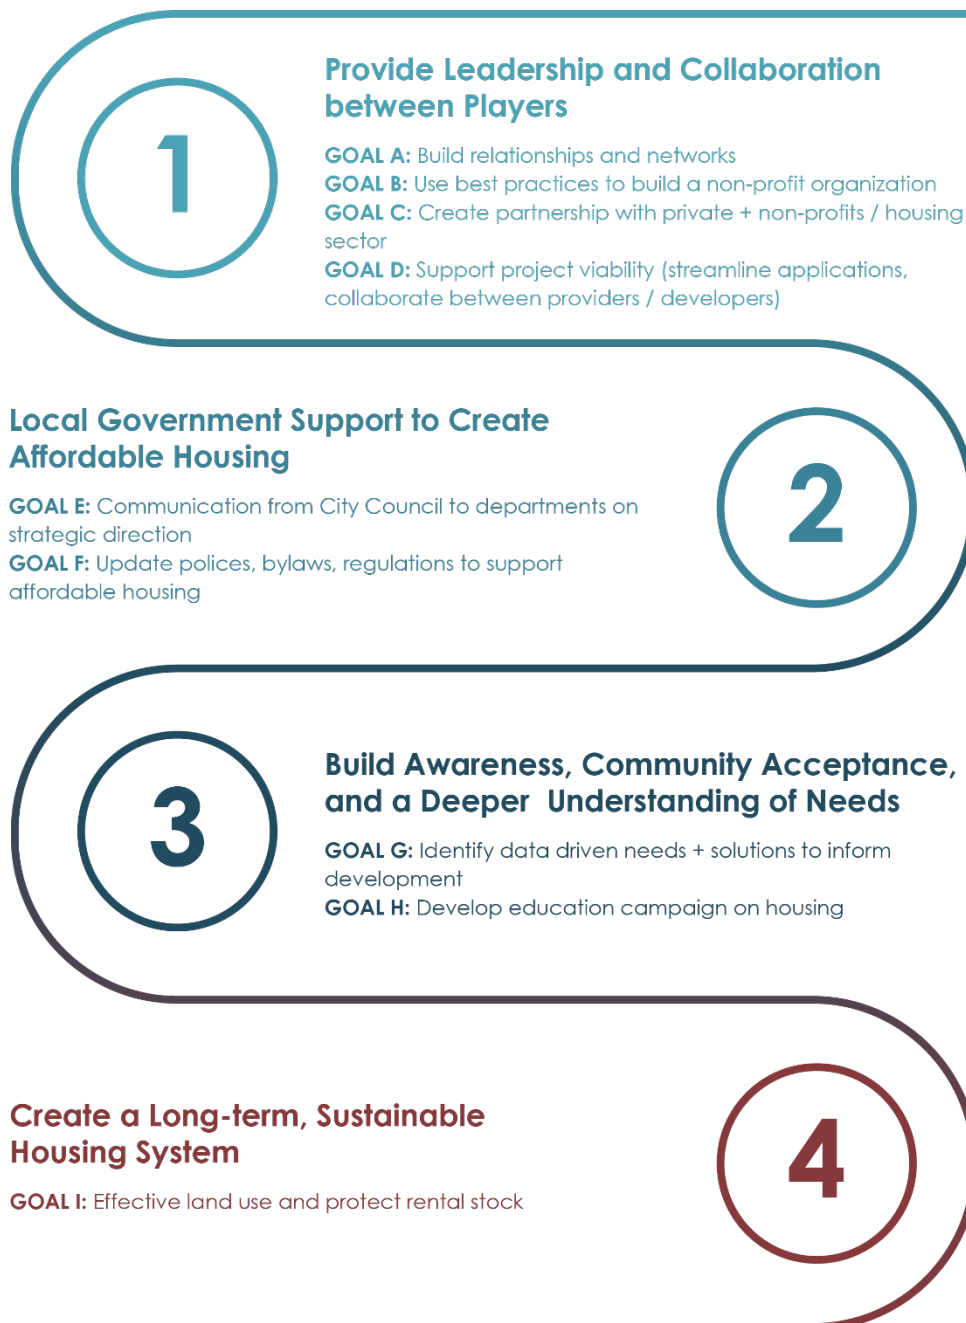 1
Provide Leadership and Collaboration
between Players
GOAL A: Build relationships and networks
GOAL B: Use best practices to build a non-profit organization
GOAL C: Create partnership with private + non-profits / housing
sector
GOAL D: Support project viability (streamline applications,
collaborate between providers / developers)
Local Government Support to Create
Affordable Housing
GOAL E: Communication from City Council to departments on
strategic direction
GOAL F: Update polices, bylaws, regulations to support
affordable housing
2
3
Build Awareness, Community Acceptance,
and a Deeper Understanding of Needs
GOAL G: Identify data driven needs + solutions to inform
development
GOAL H: Develop education campaign on housing
Create a Long-term, Sustainable
Housing System
GOAL I: Effective land use and protect rental stock
4